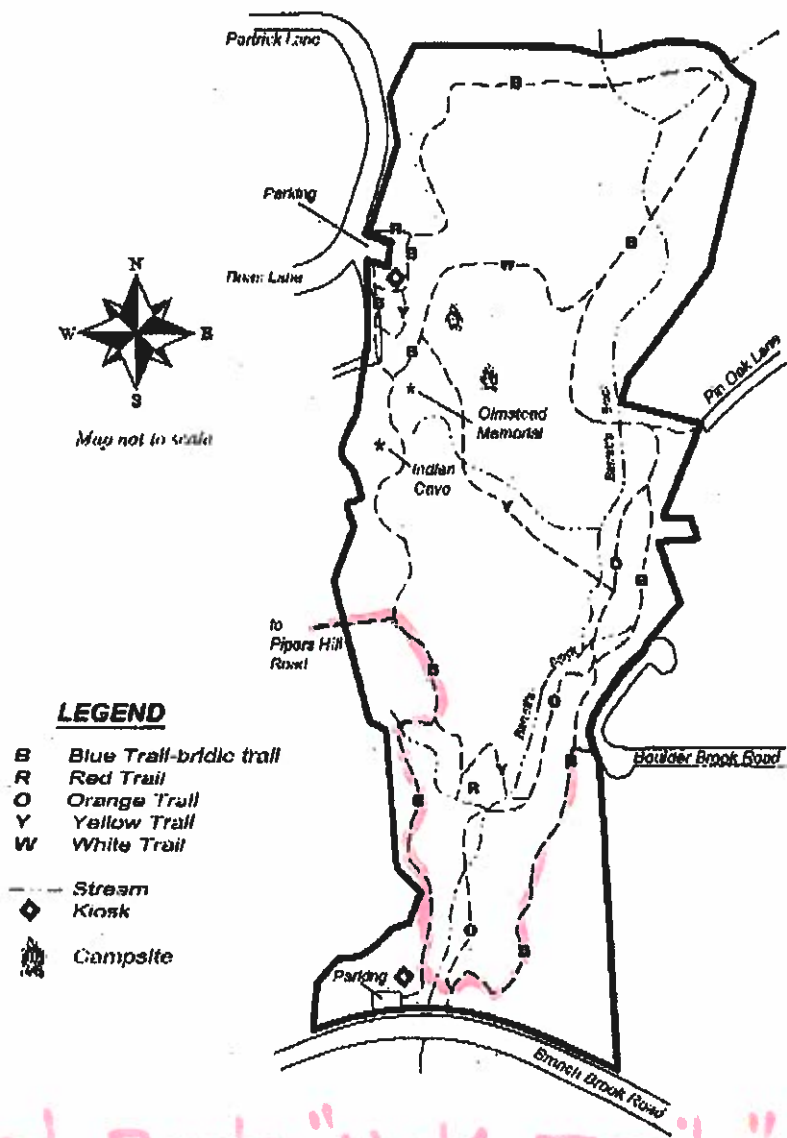 Partrick Lane
Parking
River Lane
N
W
E
S
Map not to scale
B
R
B
W
B
Y
B
B
Olmstead
Memorial
Indian
Cave
Pin Oak Lane
Y
O
B
to
Pipers Hill
Road
B
O
B
R
Y
B
Boulder Brook Road
B
O
B
Parking
Branch Brook Road
LEGEND
B Blue Trail-bridle trail
R Red Trail
O Orange Trail
Y Yellow Trail
W White Trail
Stream
Kiosk
Campsite